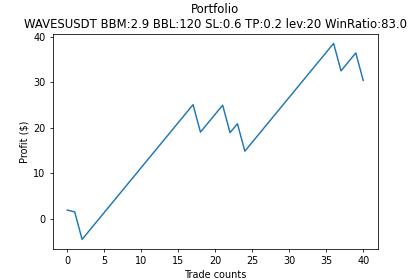 Portfolio
WAVESUSDT BBM:2.9 BBL:120 SL:0.6 TP:0.2 lev:20 WinRatio:83.0
40
30
20
10
0
Profit ($)
0 5 10 15 20 25 30 35 40
Trade counts